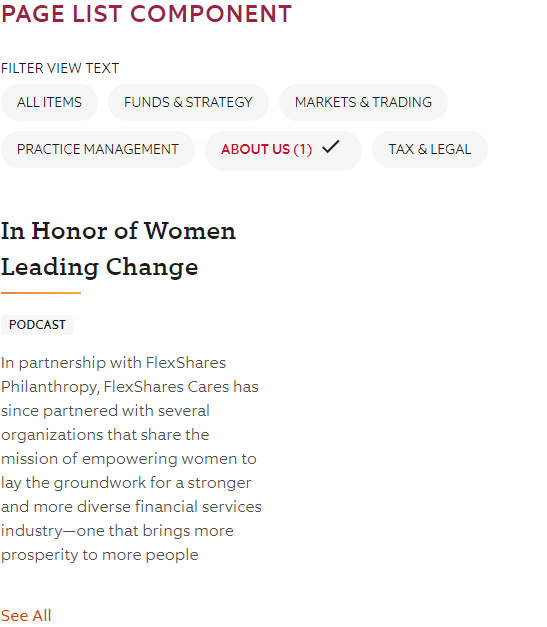 PAGE LIST COMPONENT
FILTER VIEW TEXT
ALL ITEMS
FUNDS & STRATEGY
MARKETS & TRADING
PRACTICE MANAGEMENT
ABOUT US (1)
TAX & LEGAL
In Honor of Women
Leading Change
PODCAST
In partnership with FlexShares
Philanthropy, FlexShares Cares has
since partnered with several
organizations that share the
mission of empowering women to
lay the groundwork for a stronger
and more diverse financial services
industry—one that brings more
prosperity to more people
See All